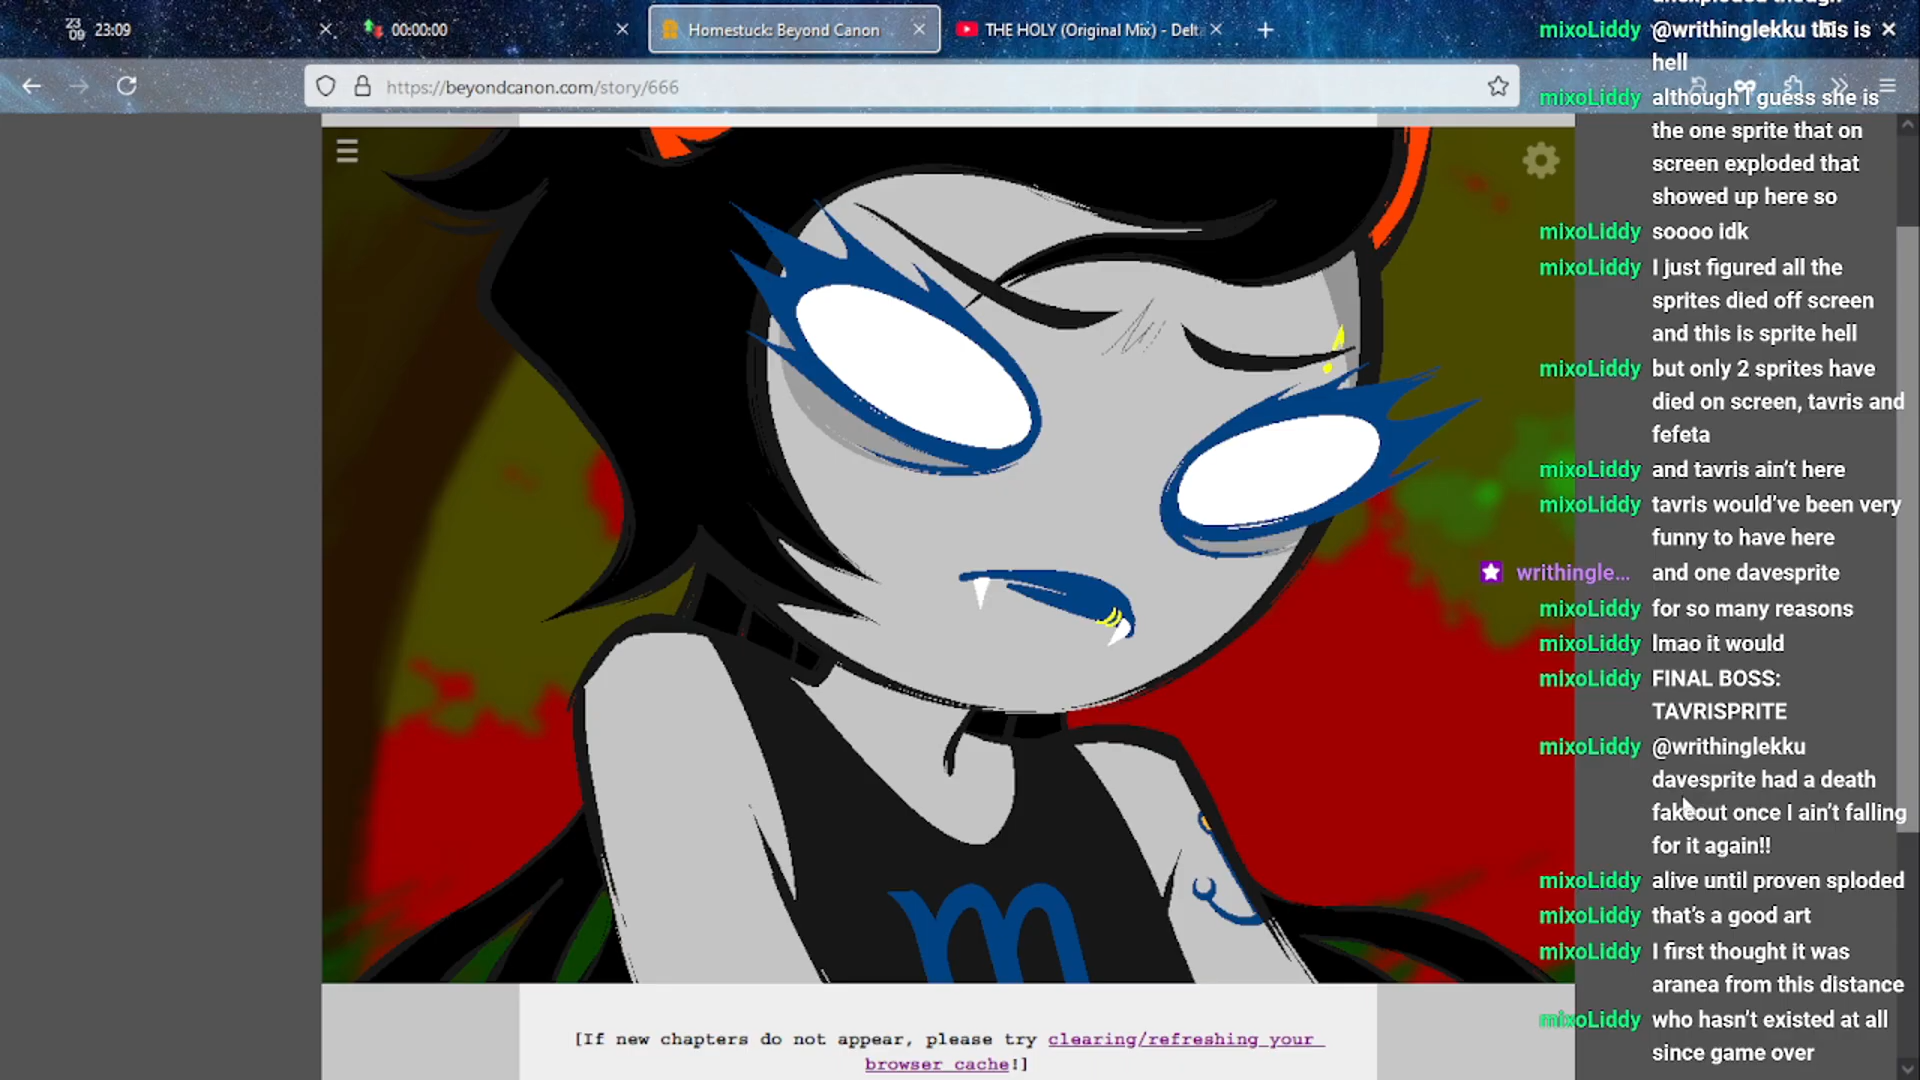 23
09
23:09
00:00:00
Homestuck: Beyond Canon
THE HOLY (Original Mix) - Delt
https://beyondcanon.com/story/666
mixoLiddy @writhinglekku this is
hell
mixoLiddy although I guess she is
the one sprite that on
screen exploded that
showed up here so
mixoLiddy soooo idk
mixoLiddy I just figured all the
sprites died off screen
and this is sprite hell
mixoLiddy but only 2 sprites have
died on screen, tavris and
fefeta
mixoLiddy and tavris ain't here
mixoLiddy tavris would've been very
funny to have here
writhingle... and one davesprite
mixoLiddy for so many reasons
mixoLiddy lmao it would
mixoLiddy FINAL BOSS:
TAVRISPRITE
mixoLiddy @writhinglekku
davesprite had a death
fakeout once I ain't falling
for it again!!
mixoLiddy alive until proven sploded
mixoLiddy that's a good art
mixoLiddy I first thought it was
aranea from this distance
mixoLiddy who hasn't existed at all
since game over
[If new chapters do not appear, please try clearing/refreshing your
browser cache!]